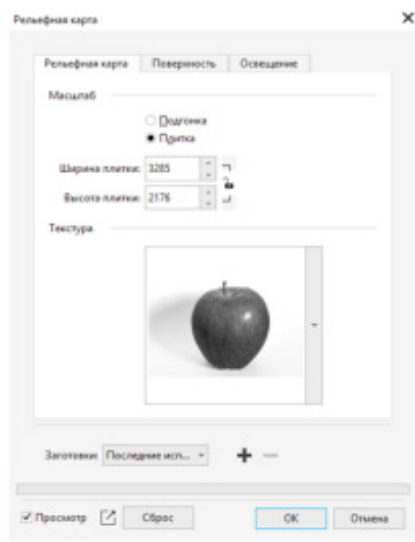 Рельефная карта
Рельефная карта Поверхность Освещение
Масштаб
Подгонка
Плитка
Ширина плитки: 3285
Высота плитки: 2176
Текстура
Заготовки: Последние исп...
Просмотр Сброс OK Отмена